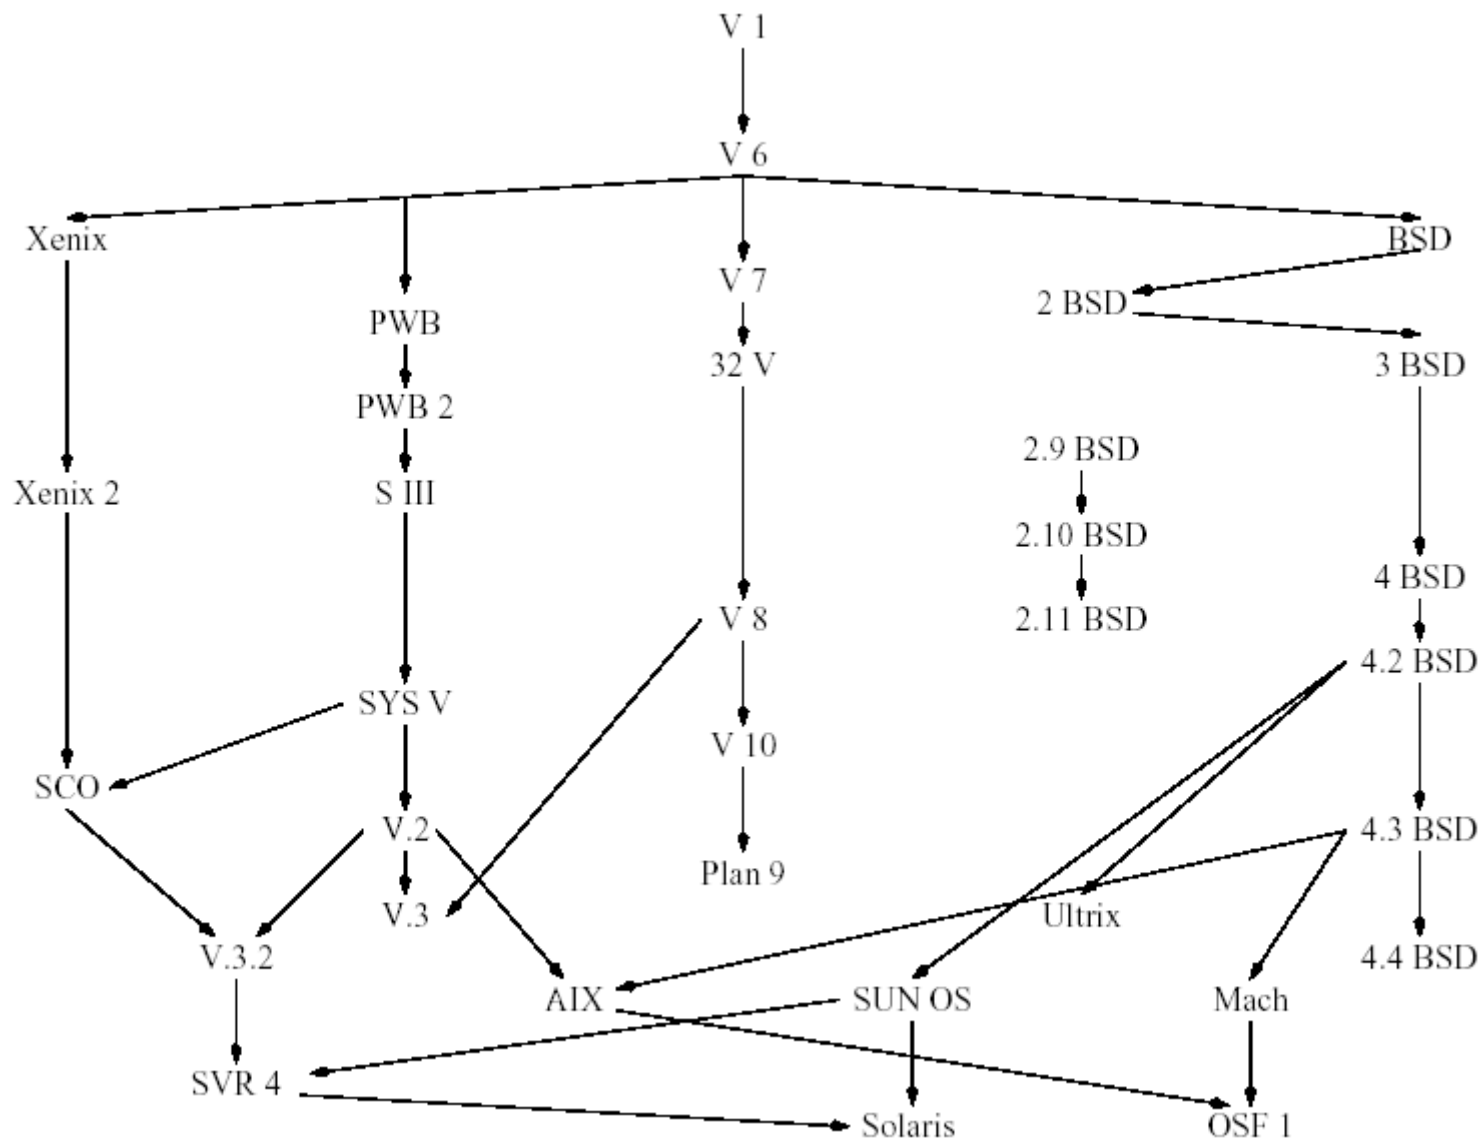 V 1
V 6
Xenix
BSD
V 7
2 BSD
PWB
32 V
3 BSD
PWB 2
2.9 BSD
Xenix 2
S III
2.10 BSD
4 BSD
V 8
2.11 BSD
4.2 BSD
SYS V
V 10
SCO
V.2
4.3 BSD
Plan 9
V.3
Ultrix
V.3.2
4.4 BSD
AIX
SUN OS
Mach
SVR 4
Solaris
OSF 1